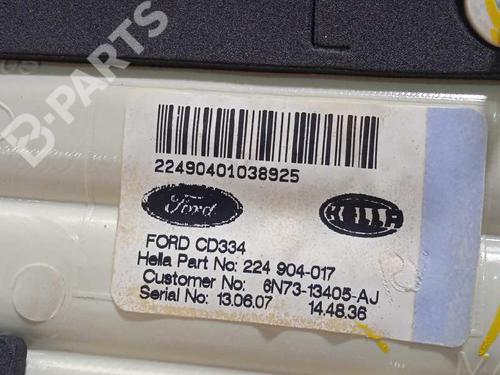 B-PARTS
22490401038925
Ford HELLA
FORD CD334
Hella Part No: 224 904-017
Customer No: 6N73-13405-AJ
Serial No: 13.06.07 14.48.36